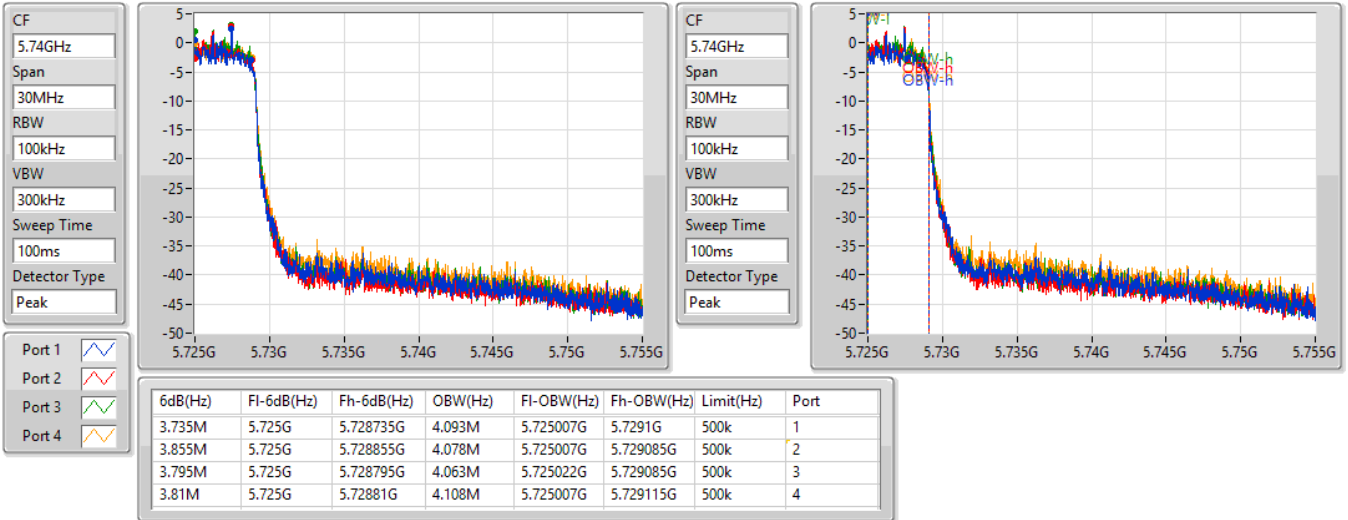 CF
5.74GHz
Span
30MHz
RBW
100kHz
VBW
300kHz
Sweep Time
100ms
Detector Type
Peak
5
0
-5
-10
-15
-20
-25
-30
-35
-40
-45
-50
5.725G 5.73G 5.735G 5.74G 5.745G 5.75G 5.755G
CF
5.74GHz
Span
30MHz
RBW
100kHz
VBW
300kHz
Sweep Time
100ms
Detector Type
Peak
5
0
-5
-10
-15
-20
-25
-30
-35
-40
-45
-50
OBW-h
OBW-h
5.725G 5.73G 5.735G 5.74G 5.745G 5.75G 5.755G
Port 1
Port 2
Port 3
Port 4
6dB(Hz) Fl-6dB(Hz) Fh-6dB(Hz) OBW(Hz) Fl-OBW(Hz) Fh-OBW(Hz) Limit(Hz) Port
3.735M 5.725G 5.728735G 4.093M 5.725007G 5.7291G 500k 1
3.855M 5.725G 5.728855G 4.078M 5.725007G 5.729085G 500k 2
3.795M 5.725G 5.728795G 4.063M 5.725022G 5.729085G 500k 3
3.81M 5.725G 5.72881G 4.108M 5.725007G 5.729115G 500k 4